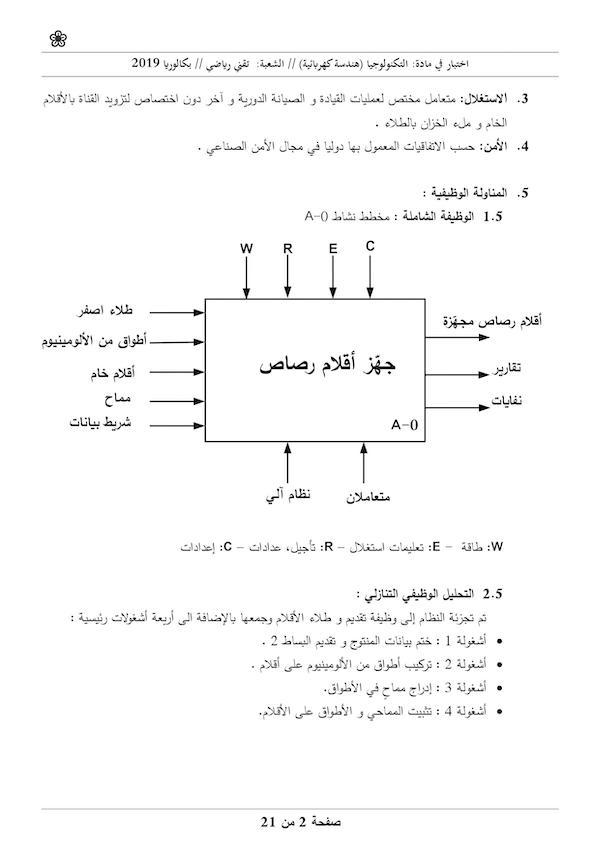 اختبار في مادة: التكنولوجيا (هندسة كهربائية) // الشعبة: تقني رياضي // بكالوريا 2019
3. الاستغلال: متعامل مختص لعمليات القيادة و الصيانة الدورية و آخر دون اختصاص لتزويد القناة بالأقلام
الخام و ملء الخزان بالطلاء .
4. الأمن: حسب الاتفاقيات المعمول بها دوليا في مجال الأمن الصناعي .
5. المناولة الوظيفية :
1.5 الوظيفة الشاملة : مخطط نشاط A-0
W R E C
طلاء اصفر
أطواق من الألومينيوم
أقلام خام
مماح
شريط بيانات
جهّز أقلام رصاص
A-0
أقلام رصاص مجهّزة
تقارير
نفايات
نظام آلي
متعاملان
W: طاقة – E: تعليمات استغلال – R: تأجيل، عدادات – C: إعدادات
2.5 التحليل الوظيفي التنازلي :
تم تجزئة النظام إلى وظيفة تقديم و طلاء الأقلام وجمعها بالإضافة الى أربعة أشغولات رئيسية :
• أشغولة 1 : ختم بيانات المنتوج و تقديم البساط 2 .
• أشغولة 2 : تركيب أطواق من الألومينيوم على أقلام .
• أشغولة 3 : إدراج مماحٍ في الأطواق.
• أشغولة 4 : تثبيت المماحي و الأطواق على الأقلام.
صفحة 2 من 21